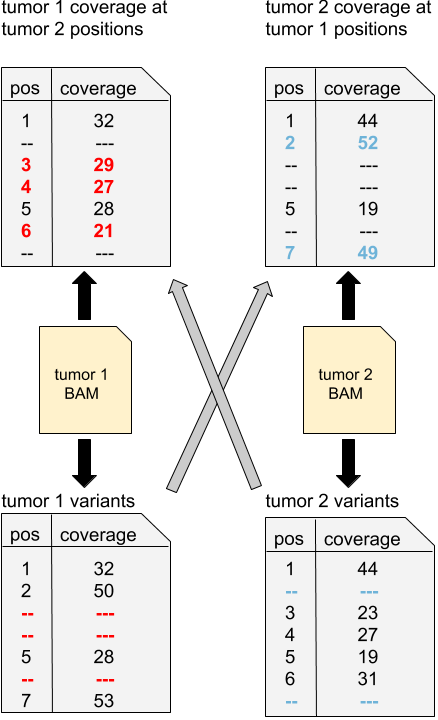 tumor 1 coverage at
tumor 2 positions
pos coverage
1 32
-- ---
3 29
4 27
5 28
6 21
-- ---
tumor 2 coverage at
tumor 1 positions
pos coverage
1 44
2 52
-- ---
-- ---
5 19
-- ---
7 49
tumor 1
BAM
tumor 2
BAM
tumor 1 variants
pos coverage
1 32
2 50
-- ---
-- ---
5 28
-- ---
7 53
tumor 2 variants
pos coverage
1 44
-- ---
3 23
4 27
5 19
6 31
-- ---